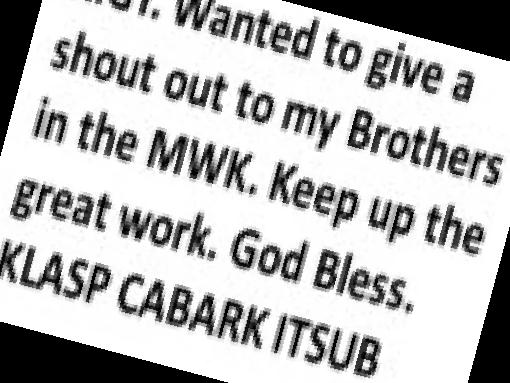 Wanted to give a
shout out to my Brothers
in the MWK. Keep up the
great work. God Bless.
KLASP CABARK ITSUB